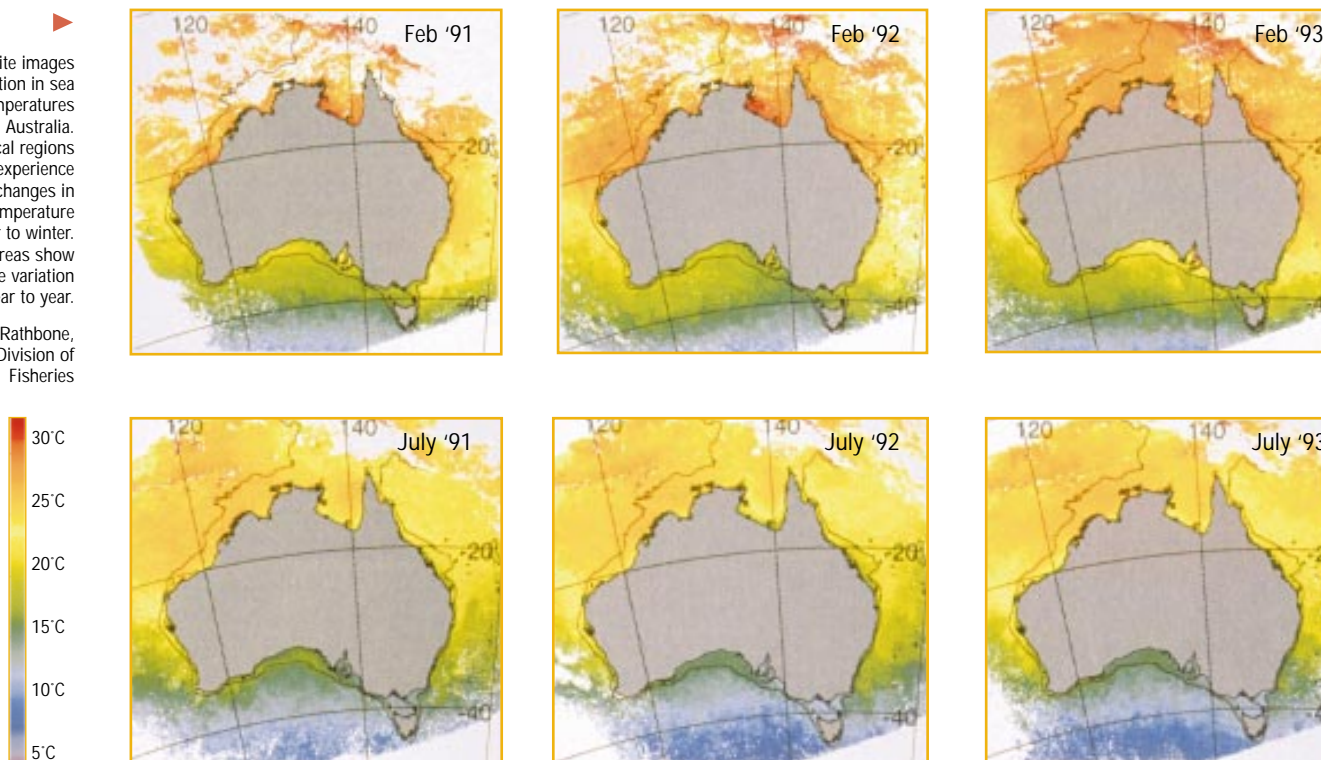 ite images
tion in sea
nperatures
Australia.
cal regions
experience
changes in
mperature
to winter.
reas show
e variation
ar to year.
Rathbone,
Division of
Fisheries
30°C
25°C
20°C
15°C
10°C
5°C
120
140
Feb ‘91
-20
-40
120
140
Feb ‘92
-20
-40
120
140
Feb ‘93
120
140
July ‘91
-20
-40
120
140
July ‘92
-20
-40
120
140
July ‘93